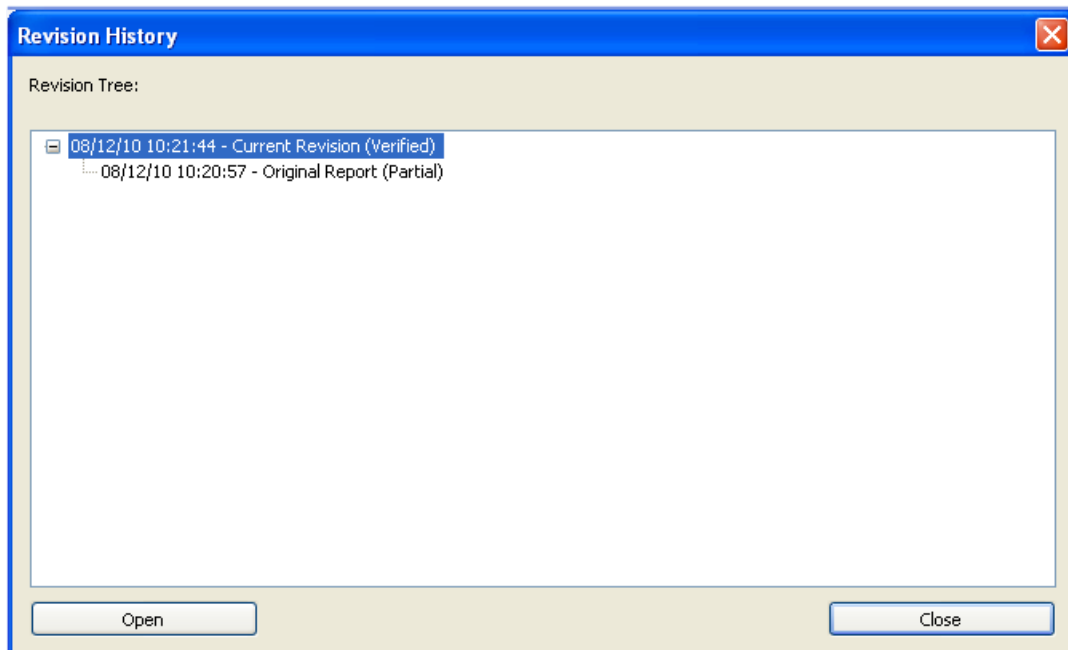 Revision History
Revision Tree:
08/12/10 10:21:44 - Current Revision (Verified)
08/12/10 10:20:57 - Original Report (Partial)
Open Close